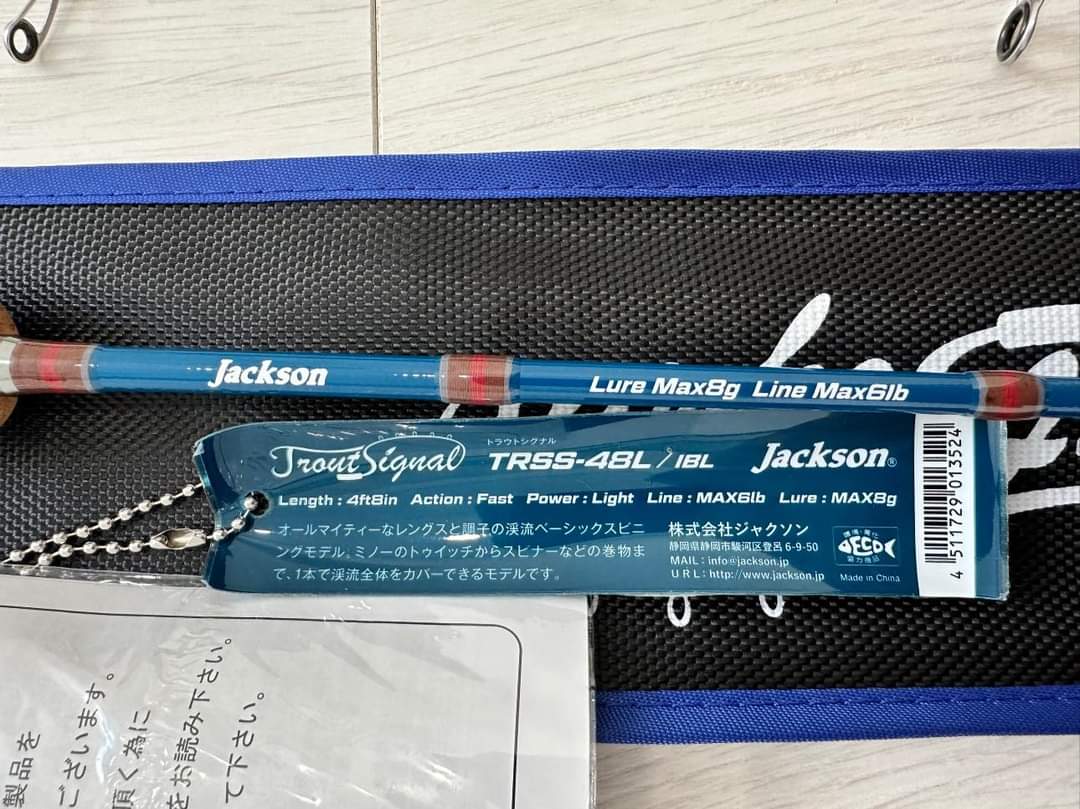 Jackson
Lure Max8g Line Max6lb
Trout Signal
トラウトシグナル
TRSS-48L / IBL
Jackson®
Length : 4ft8in Action : Fast Power : Light Line : MAX6lb Lure : MAX8g
オールマイティーなレングスと調子の渓流ベーシックスピニ
ングモデル。ミノーのトゥイッチからスピナーなどの巻物ま
で、1本で渓流全体をカバーできるモデルです。
株式会社ジャクソン
静岡県静岡市駿河区登呂 6-9-50
MAIL : info@jackson.jp
URL : http://www.jackson.jp
Made in China
4 511729 013524
製品を
ございます。
頂く為に
をお読み下さい。
て下さい。